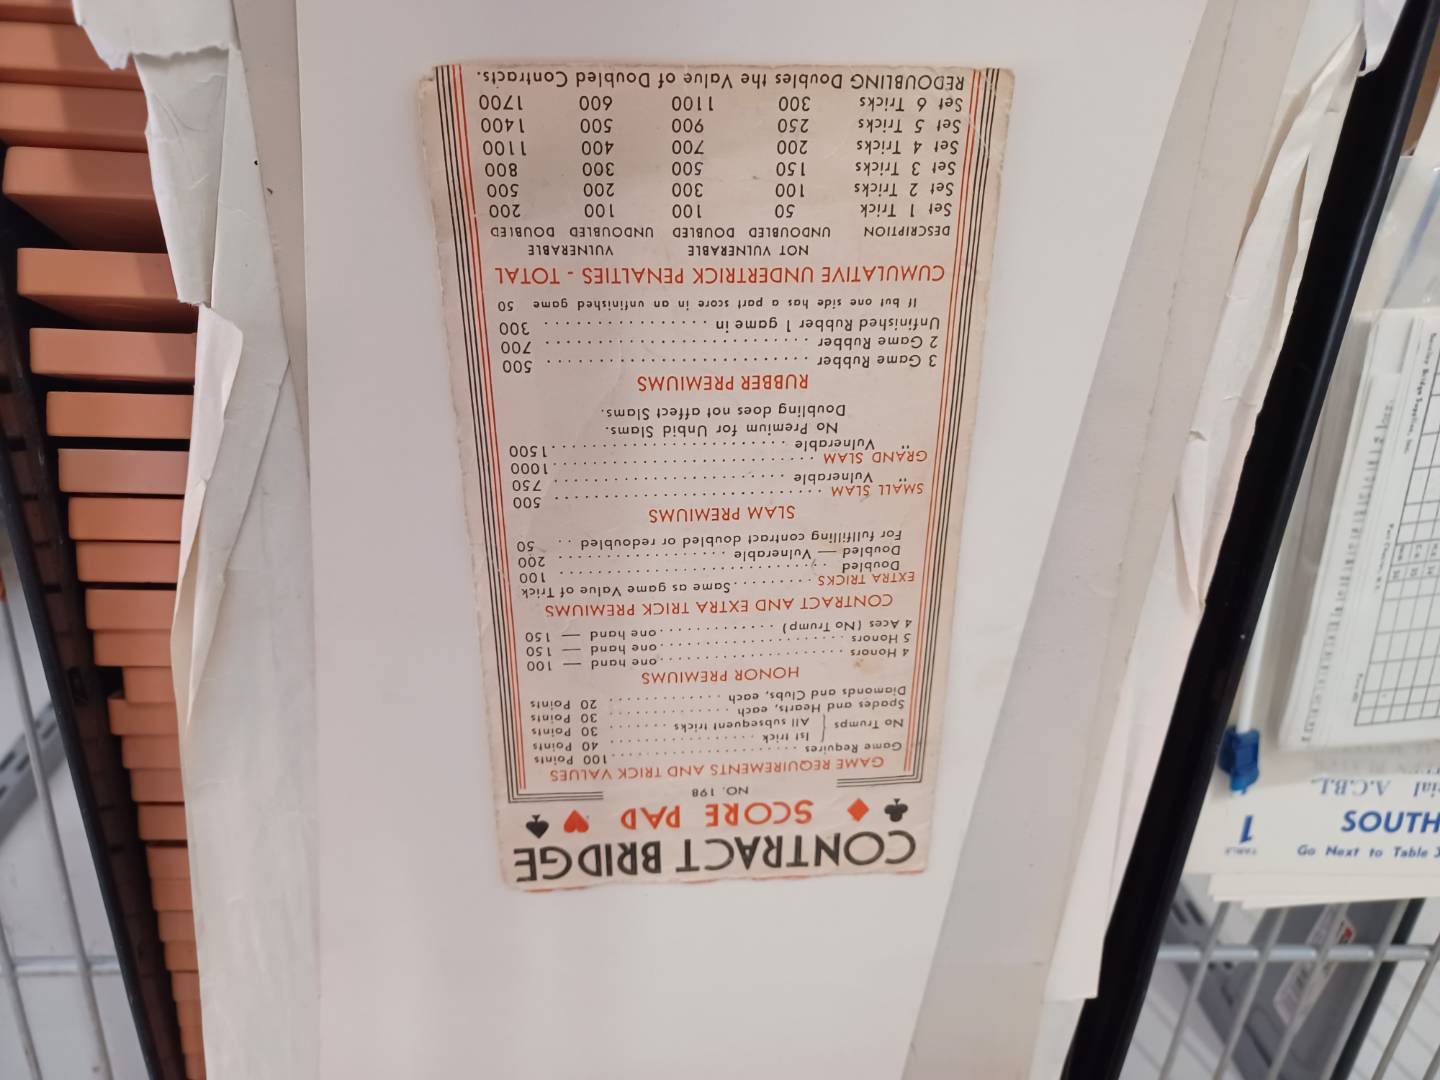 CONTRACT BRIDGE
♣ ♦ SCORE PAD ♥ ♠
NO. 198
GAME REQUIREMENTS AND TRICK VALUES
Game Requires . . . . . . . . . . 100 Points
No Trumps { 1st trick . . . . . . . . . . 40 Points
All subsequent tricks . . . . . . . 30 Points
Spades and Hearts, each . . . . . . . . . . 30 Points
Diamonds and Clubs, each . . . . . . . . . . 20 Points
HONOR PREMIUMS
4 Honors . . . . . . . . . . one hand — 100
5 Honors . . . . . . . . . . one hand — 150
4 Aces (No Trump) . . . . . . . . . . one hand — 150
CONTRACT AND EXTRA TRICK PREMIUMS
EXTRA TRICKS . . . . . . . . . . Same as game Value of Trick
Doubled . . . . . . . . . . 100
Doubled — Vulnerable . . . . . . . . . . 200
For fullfilling contract doubled or redoubled . . 50
SLAM PREMIUMS
SMALL SLAM . . . . . . . . . . 500
" Vulnerable . . . . . . . . . . 750
GRAND SLAM . . . . . . . . . . 1000
" Vulnerable . . . . . . . . . . 1500
No Premium for Unbid Slams.
Doubling does not affect Slams.
RUBBER PREMIUMS
3 Game Rubber . . . . . . . . . . 500
2 Game Rubber . . . . . . . . . . 700
Unfinished Rubber 1 game in . . . . . . . . . . 300
If but one side has a part score in an unfinished game 50
CUMULATIVE UNDERTRICK PENALTIES - TOTAL
NOT VULNERABLE VULNERABLE
DESCRIPTION UNDOUBLED DOUBLED UNDOUBLED DOUBLED
Set 1 Trick 50 100 100 200
Set 2 Tricks 100 300 200 500
Set 3 Tricks 150 500 300 800
Set 4 Tricks 200 700 400 1100
Set 5 Tricks 250 900 500 1400
Set 6 Tricks 300 1100 600 1700
REDOUBLING Doubles the Value of Doubled Contracts.
A.C.B.L.
TABLE
1
SOUTH
Go Next to Table 3